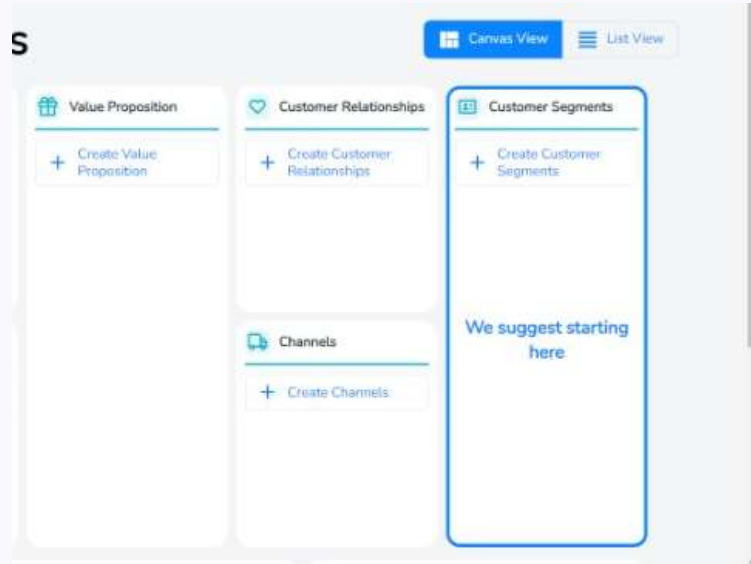 s
Canvas View
List View
Value Proposition
Create Value
Proposition
Customer Relationships
Create Customer
Relationships
Customer Segments
Create Customer
Segments
We suggest starting
here
Channels
Create Channels